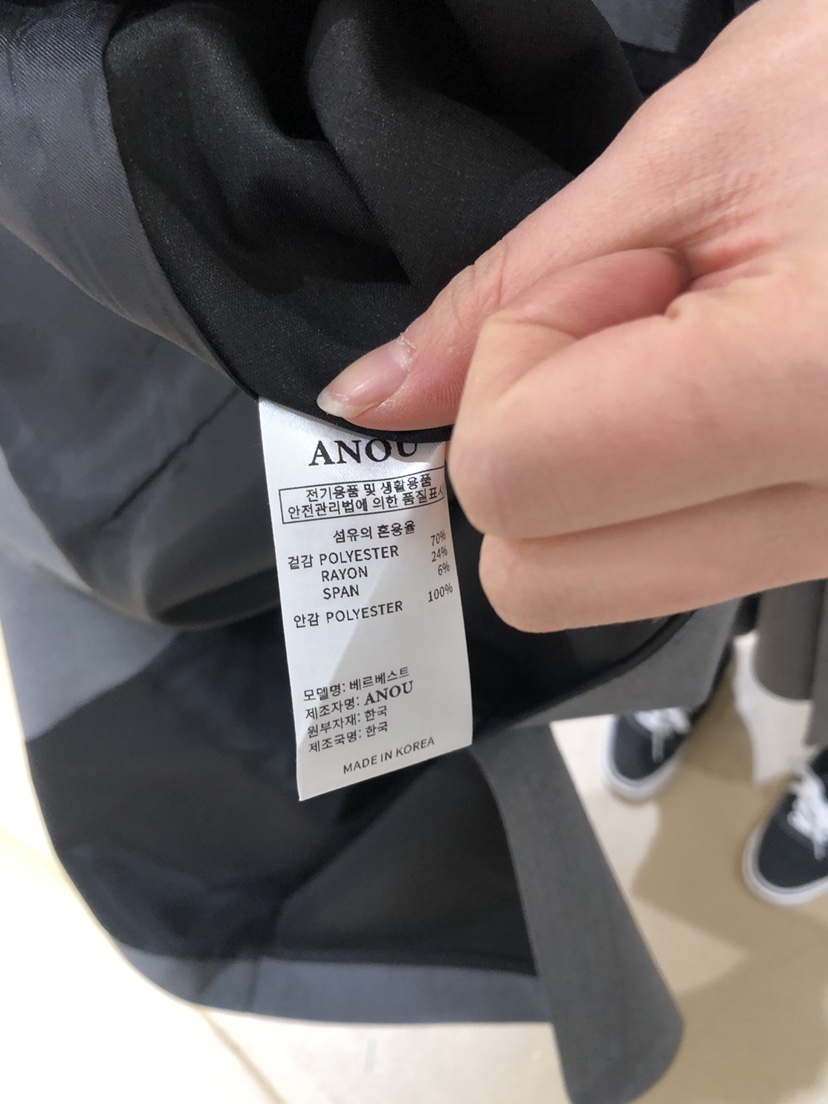 ANOU
전기용품 및 생활용품
안전관리법에 의한 품질표시
섬유의 혼용율
겉감 POLYESTER 70%
RAYON 24%
SPAN 6%
안감 POLYESTER 100%
모델명: 베르베스트
제조자명: ANOU
원부자재: 한국
제조국명: 한국
MADE IN KOREA